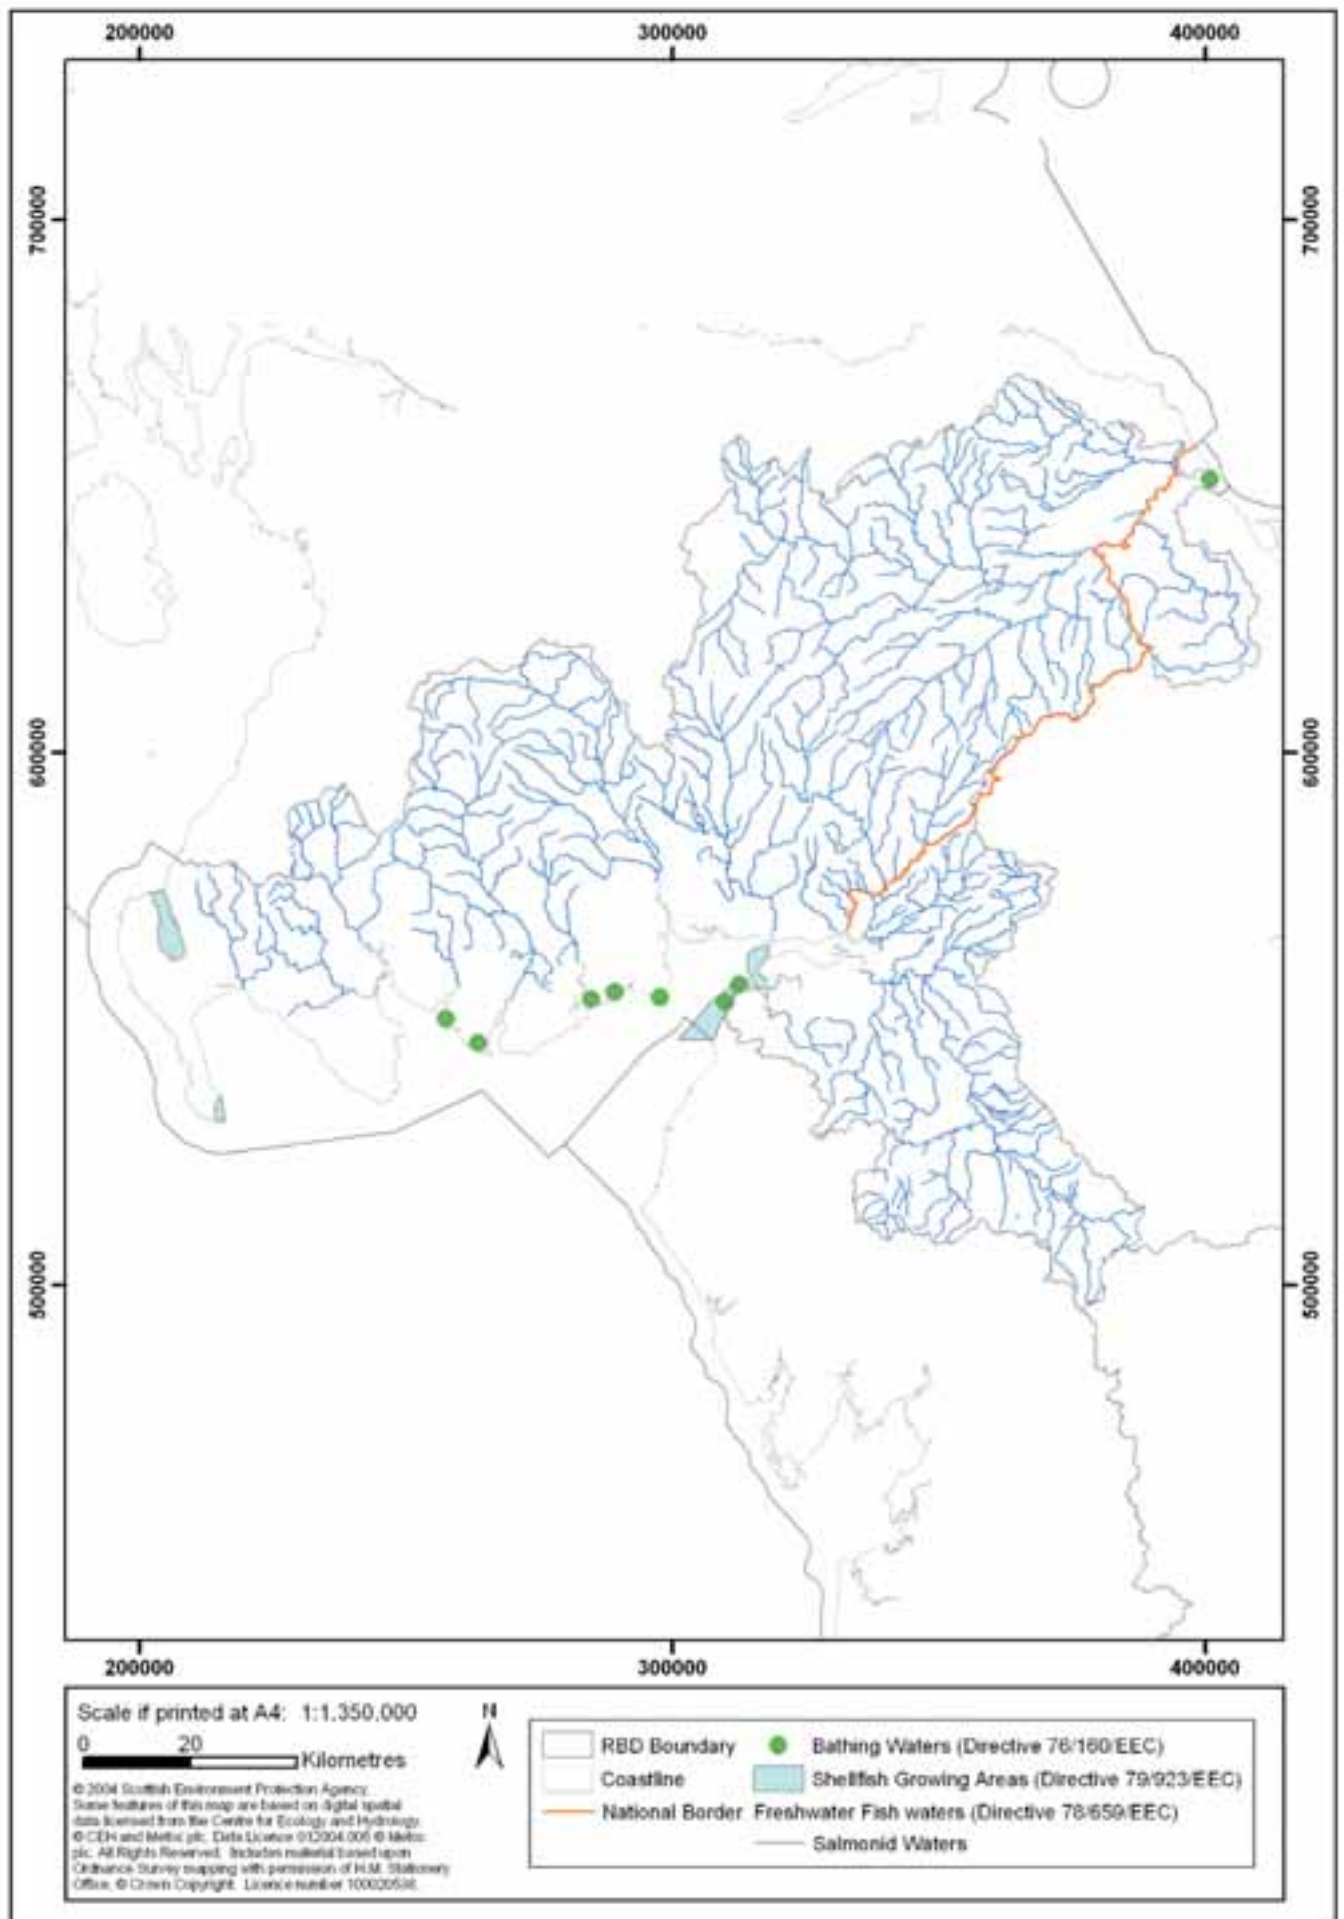 200000 300000 400000
700000 700000
600000 600000
500000 500000
200000 300000 400000
Scale if printed at A4: 1:1,350,000
0 20 Kilometres
N
© 2004 Scottish Environment Protection Agency.
Some features of this map are based on digital spatial
data licensed from the Centre for Ecology and Hydrology,
© CEH and Metoc plc. Data Licence 012004.005 © Metoc
plc. All Rights Reserved. Includes material based upon
Ordnance Survey mapping with permission of H.M. Stationery
Office, © Crown Copyright. Licence number 100020538.
RBD Boundary
Coastline
National Border
Bathing Waters (Directive 76/160/EEC)
Shellfish Growing Areas (Directive 79/923/EEC)
Freshwater Fish waters (Directive 78/659/EEC)
Salmonid Waters